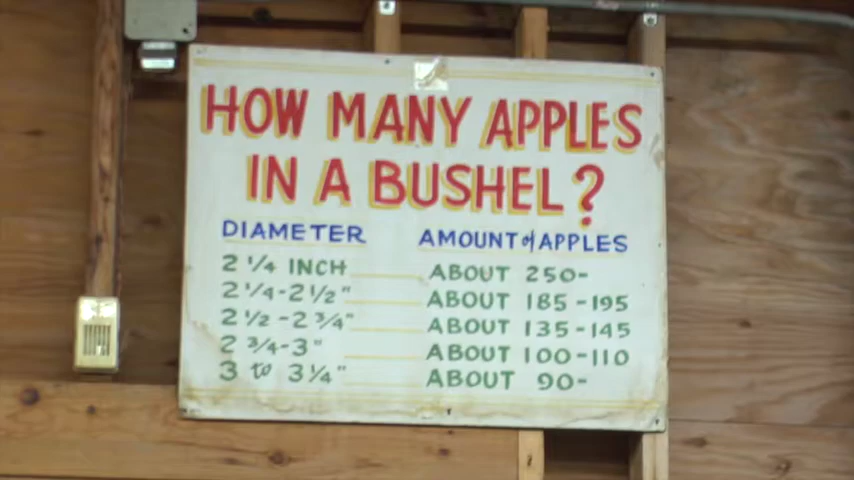 HOW MANY APPLES
IN A BUSHEL?
DIAMETER AMOUNT of APPLES
2 1/4 INCH ABOUT 250-
2 1/4-2 1/2" ABOUT 185-195
2 1/2-2 3/4" ABOUT 135-145
2 3/4-3" ABOUT 100-110
3 to 3 1/4" ABOUT 90-